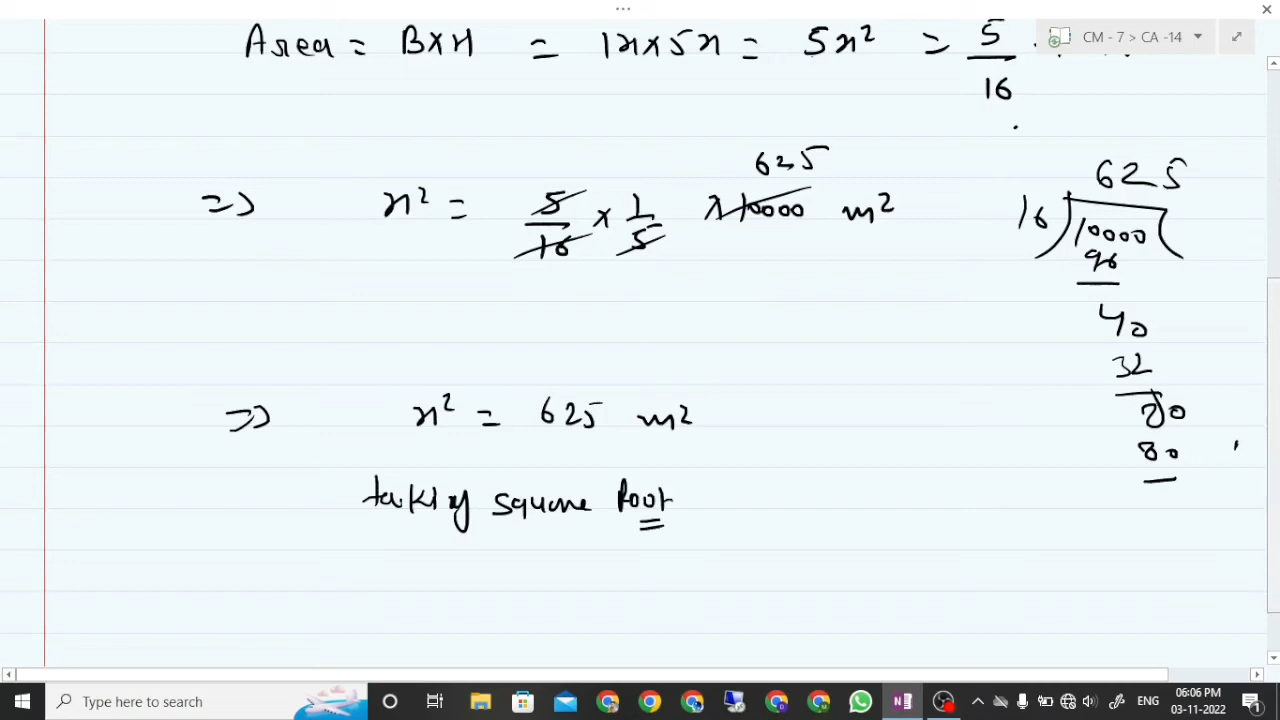 CM - 7 > CA -14
Area = B×H = 1x×5x = 5x² = 5/16
=> x² = 5/16 × 1/5 ×10000 m²
625
625
16)10000(
96
40
32
80
80
=> x² = 625 m²
taking square Root
Type here to search
ENG
06:06 PM
03-11-2022
1